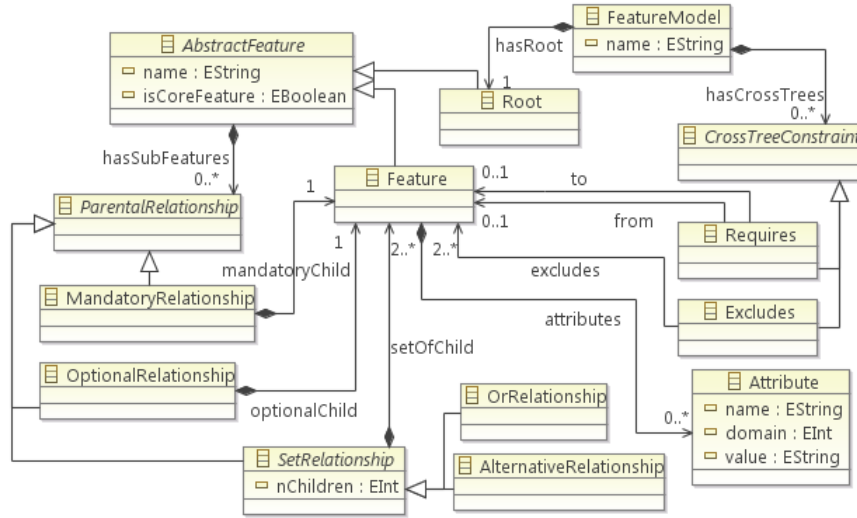 AbstractFeature
name : EString
isCoreFeature : EBoolean
FeatureModel
name : EString
hasRoot
1
Root
hasCrossTrees
0..*
CrossTreeConstraint
hasSubFeatures
0..*
ParentalRelationship
1
Feature
0..1
to
0..1
from
Requires
MandatoryRelationship
mandatoryChild
1
2..*
2..*
excludes
Excludes
attributes
setOfChild
OptionalRelationship
optionalChild
OrRelationship
0..*
Attribute
name : EString
domain : EInt
value : EString
SetRelationship
nChildren : EInt
AlternativeRelationship